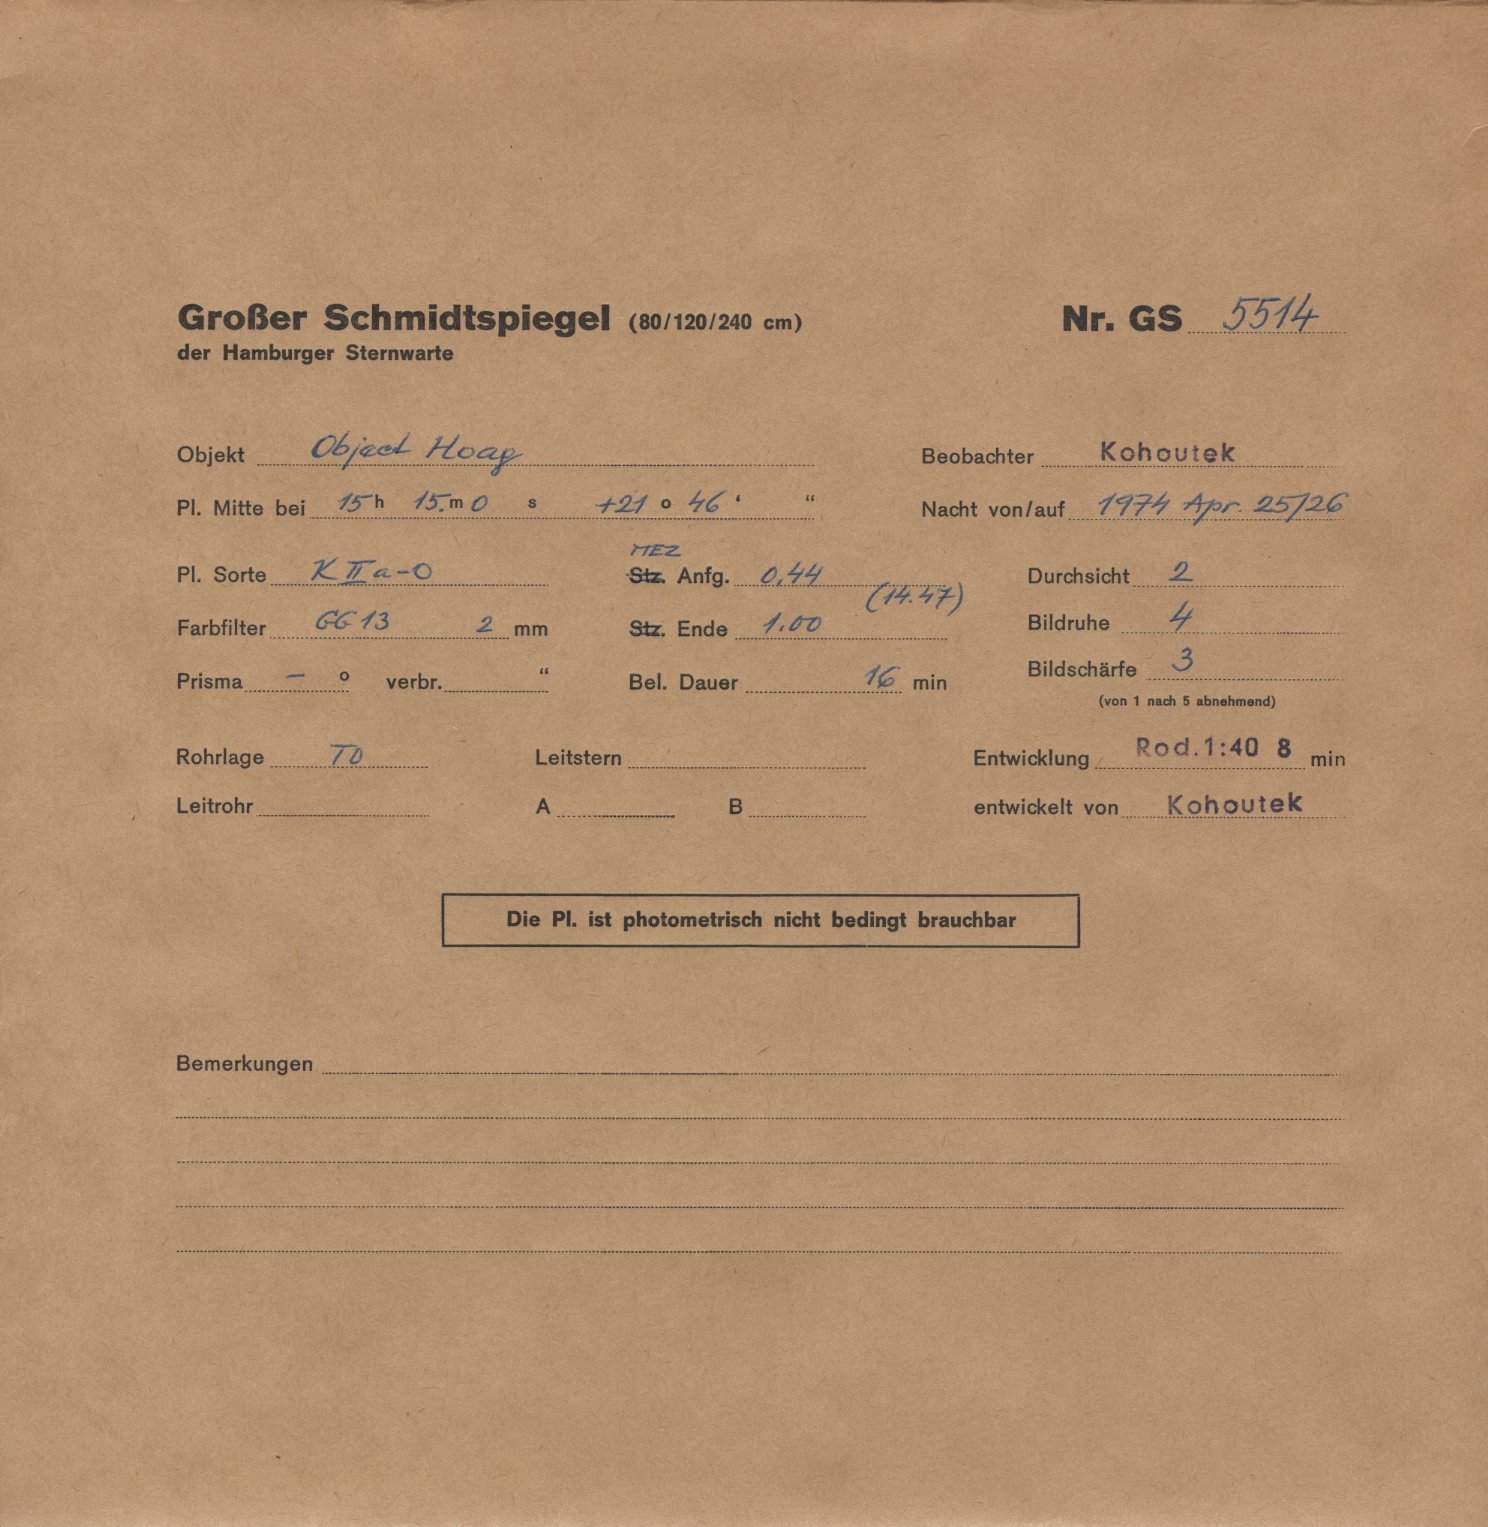 Großer Schmidtspiegel (80/120/240 cm) Nr. GS 5514
der Hamburger Sternwarte
Objekt Object Hoag Beobachter Kohoutek
Pl. Mitte bei 15 h 15. m 0 s +21 o 46 ' “ Nacht von/auf 1974 Apr. 25/26
MEZ
Pl. Sorte K II a-O Stz. Anfg. 0,44 Durchsicht 2
(14.47)
Farbfilter GG 13 2 mm Stz. Ende 1.00 Bildruhe 4
Prisma – o verbr. “ Bel. Dauer 16 min Bildschärfe 3
(von 1 nach 5 abnehmend)
Rohrlage TO Leitstern Entwicklung Rod. 1:40 8 min
Leitrohr A B entwickelt von Kohoutek
Die Pl. ist photometrisch nicht bedingt brauchbar
Bemerkungen